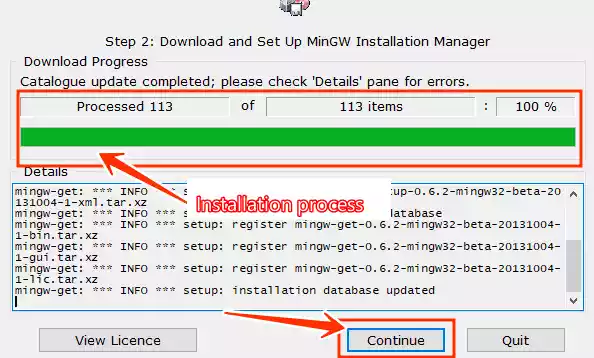 Step 2: Download and Set Up MinGW Installation Manager
Download Progress
Catalogue update completed; please check 'Details' pane for errors.
Processed 113 of 113 items : 100 %
Details
mingw-get: *** INFO *** setup-0.6.2-mingw32-beta-20
131004-1-xml.tar.xz
mingw-get: *** INFO *** database
Installation process
mingw-get: *** INFO *** setup: register mingw-get-0.6.2-mingw32-beta-20131004-
1-bin.tar.xz
mingw-get: *** INFO *** setup: register mingw-get-0.6.2-mingw32-beta-20131004-
1-gui.tar.xz
mingw-get: *** INFO *** setup: register mingw-get-0.6.2-mingw32-beta-20131004-
1-lic.tar.xz
mingw-get: *** INFO *** setup: installation database updated
View Licence Continue Quit